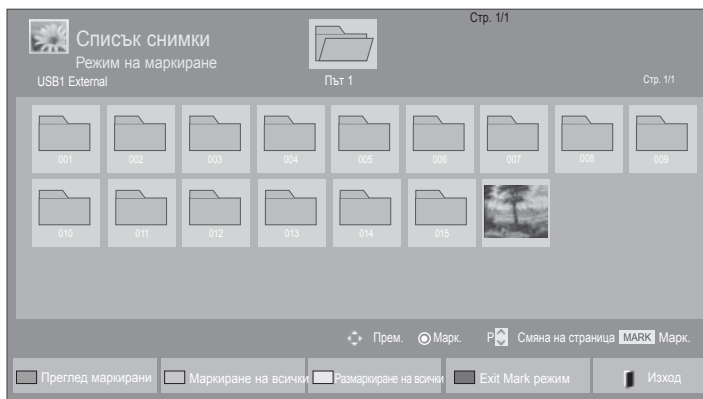 Стр. 1/1
Списък снимки
Режим на маркиране
USB1 External
Път 1
Стр. 1/1
001
002
003
004
005
006
007
008
009
010
011
012
013
014
015
Прем.
Марк.
P
Смяна на страница
MARK Марк.
Преглед маркирани
Маркиране на всички
Размаркиране на всички
Exit Mark режим
Изход